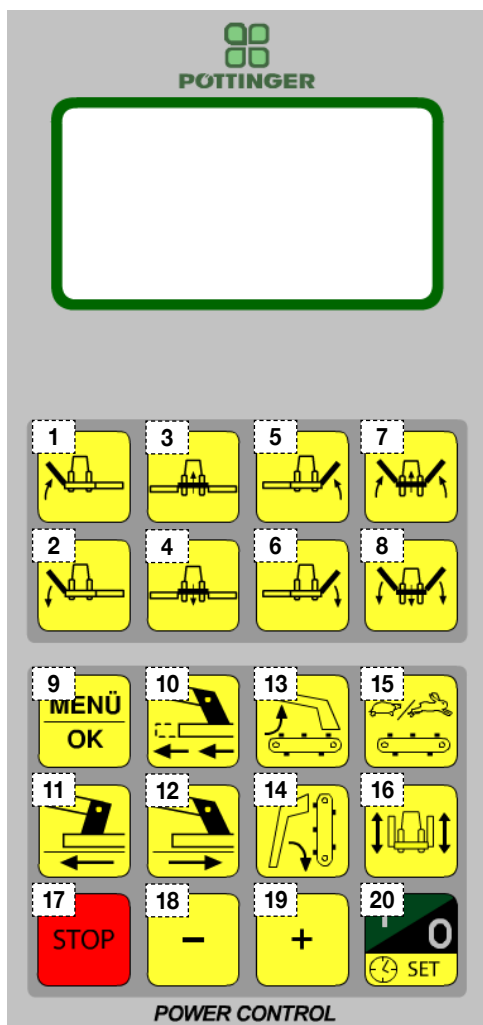 PÖTTINGER
1 3 5 7
2 4 6 8
9 10 13 15
MENÜ
OK
11 12 14 16
17 18 19 20
STOP - + I 0
SET
POWER CONTROL